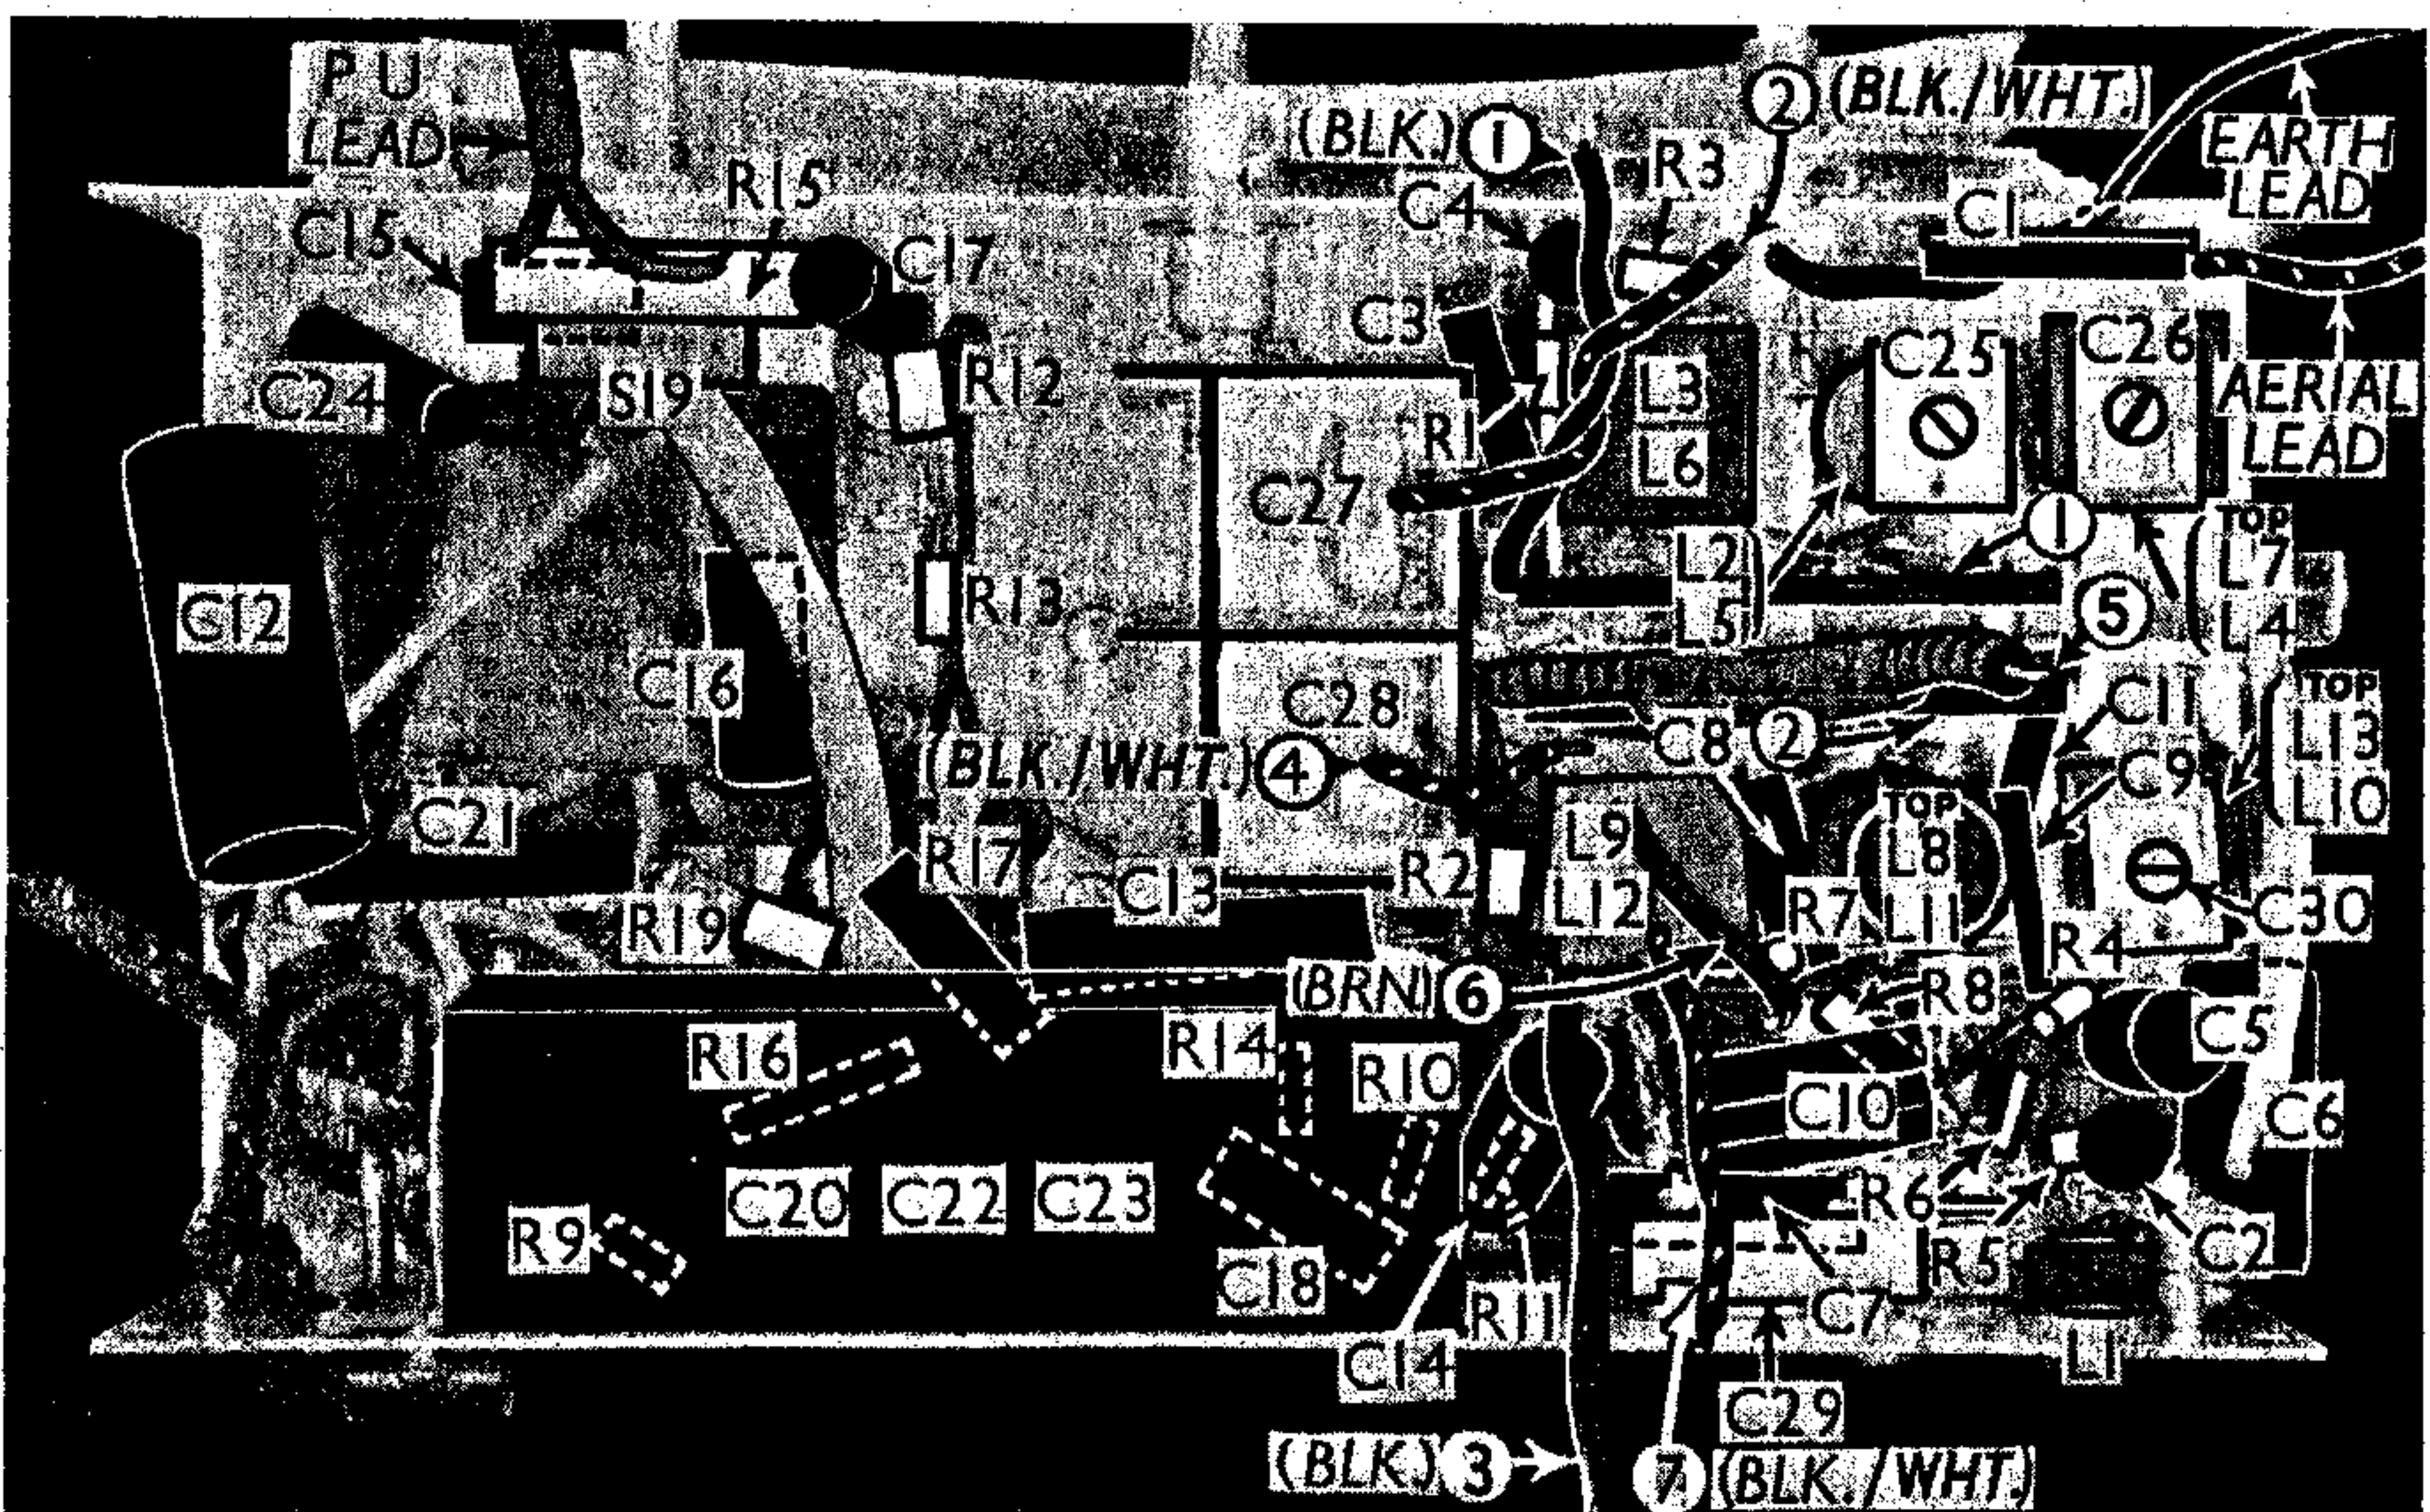 P U
LEAD
(BLK.) 1
2 (BLK./WHT.)
EARTH
LEAD
R15
C15
C17
C4
R3
C1
C3
C24
S19
R12
R1
L3
L6
C25
C26
AERIAL
LEAD
C27
1
L2
L5
TOP
L7
L4
C12
R13
5
C16
C28
C8
2
C11
C9
TOP
L13
L10
(BLK./WHT.) 4
C21
R17
C13
R2
L9
L12
TOP
L8
L11
R7
R19
C30
R4
(BRN) 6
R8
C5
R16
R14
R10
C10
C6
C20
C22
C23
R6
R9
C18
R11
R5
C2
C7
C14
L1
C29
(BLK) 3
7 (BLK./WHT.)